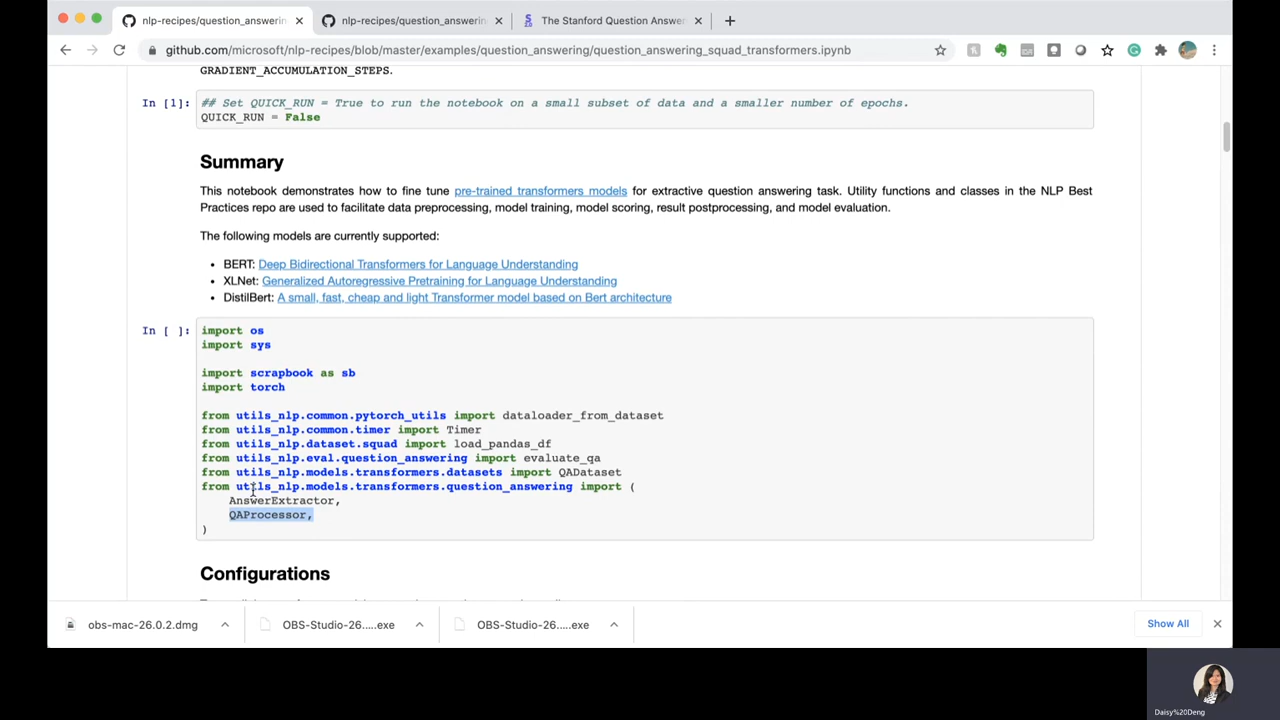 nlp-recipes/question_answerin
nlp-recipes/question_answerin
The Stanford Question Answer
github.com/microsoft/nlp-recipes/blob/master/examples/question_answering/question_answering_squad_transformers.ipynb
GRADIENT_ACCUMULATION_STEPS.
In [1]:
## Set QUICK_RUN = True to run the notebook on a small subset of data and a smaller number of epochs.
QUICK_RUN = False
Summary
This notebook demonstrates how to fine tune pre-trained transformers models for extractive question answering task. Utility functions and classes in the NLP Best
Practices repo are used to facilitate data preprocessing, model training, model scoring, result postprocessing, and model evaluation.
The following models are currently supported:
• BERT: Deep Bidirectional Transformers for Language Understanding
• XLNet: Generalized Autoregressive Pretraining for Language Understanding
• DistilBert: A small, fast, cheap and light Transformer model based on Bert architecture
In [ ]:
import os
import sys
import scrapbook as sb
import torch
from utils_nlp.common.pytorch_utils import dataloader_from_dataset
from utils_nlp.common.timer import Timer
from utils_nlp.dataset.squad import load_pandas_df
from utils_nlp.eval.question_answering import evaluate_qa
from utils_nlp.models.transformers.datasets import QADataset
from utils_nlp.models.transformers.question_answering import (
AnswerExtractor,
QAProcessor,
)
Configurations
obs-mac-26.0.2.dmg
OBS-Studio-26.....exe
OBS-Studio-26.....exe
Show All
Daisy%20Deng